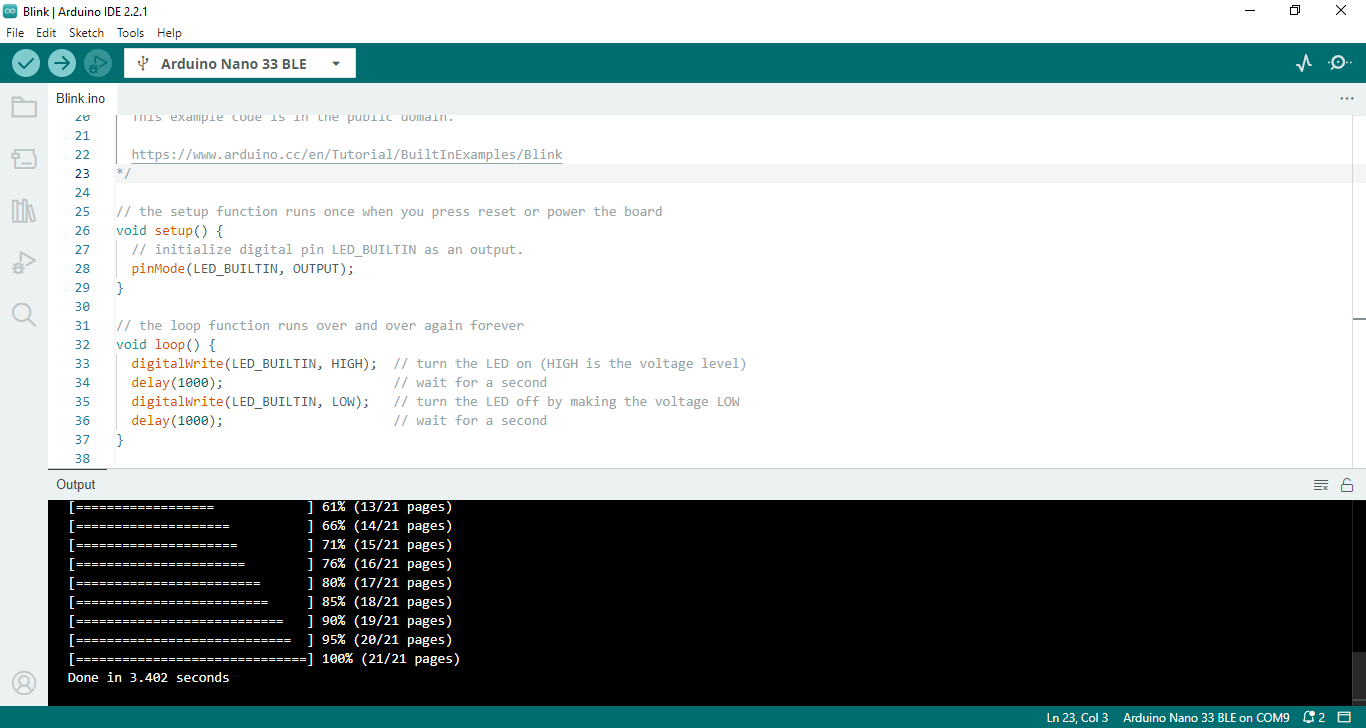 Blink | Arduino IDE 2.2.1
File Edit Sketch Tools Help
Arduino Nano 33 BLE
Blink.ino
20 This example code is in the public domain.
21
22 https://www.arduino.cc/en/Tutorial/BuiltInExamples/Blink
23 */
24
25 // the setup function runs once when you press reset or power the board
26 void setup() {
27 // initialize digital pin LED_BUILTIN as an output.
28 pinMode(LED_BUILTIN, OUTPUT);
29 }
30
31 // the loop function runs over and over again forever
32 void loop() {
33 digitalWrite(LED_BUILTIN, HIGH); // turn the LED on (HIGH is the voltage level)
34 delay(1000); // wait for a second
35 digitalWrite(LED_BUILTIN, LOW); // turn the LED off by making the voltage LOW
36 delay(1000); // wait for a second
37 }
38
Output
[================== ] 61% (13/21 pages)
[==================== ] 66% (14/21 pages)
[===================== ] 71% (15/21 pages)
[====================== ] 76% (16/21 pages)
[======================== ] 80% (17/21 pages)
[========================= ] 85% (18/21 pages)
[=========================== ] 90% (19/21 pages)
[============================ ] 95% (20/21 pages)
[==============================] 100% (21/21 pages)
Done in 3.402 seconds
Ln 23, Col 3 Arduino Nano 33 BLE on COM9 2